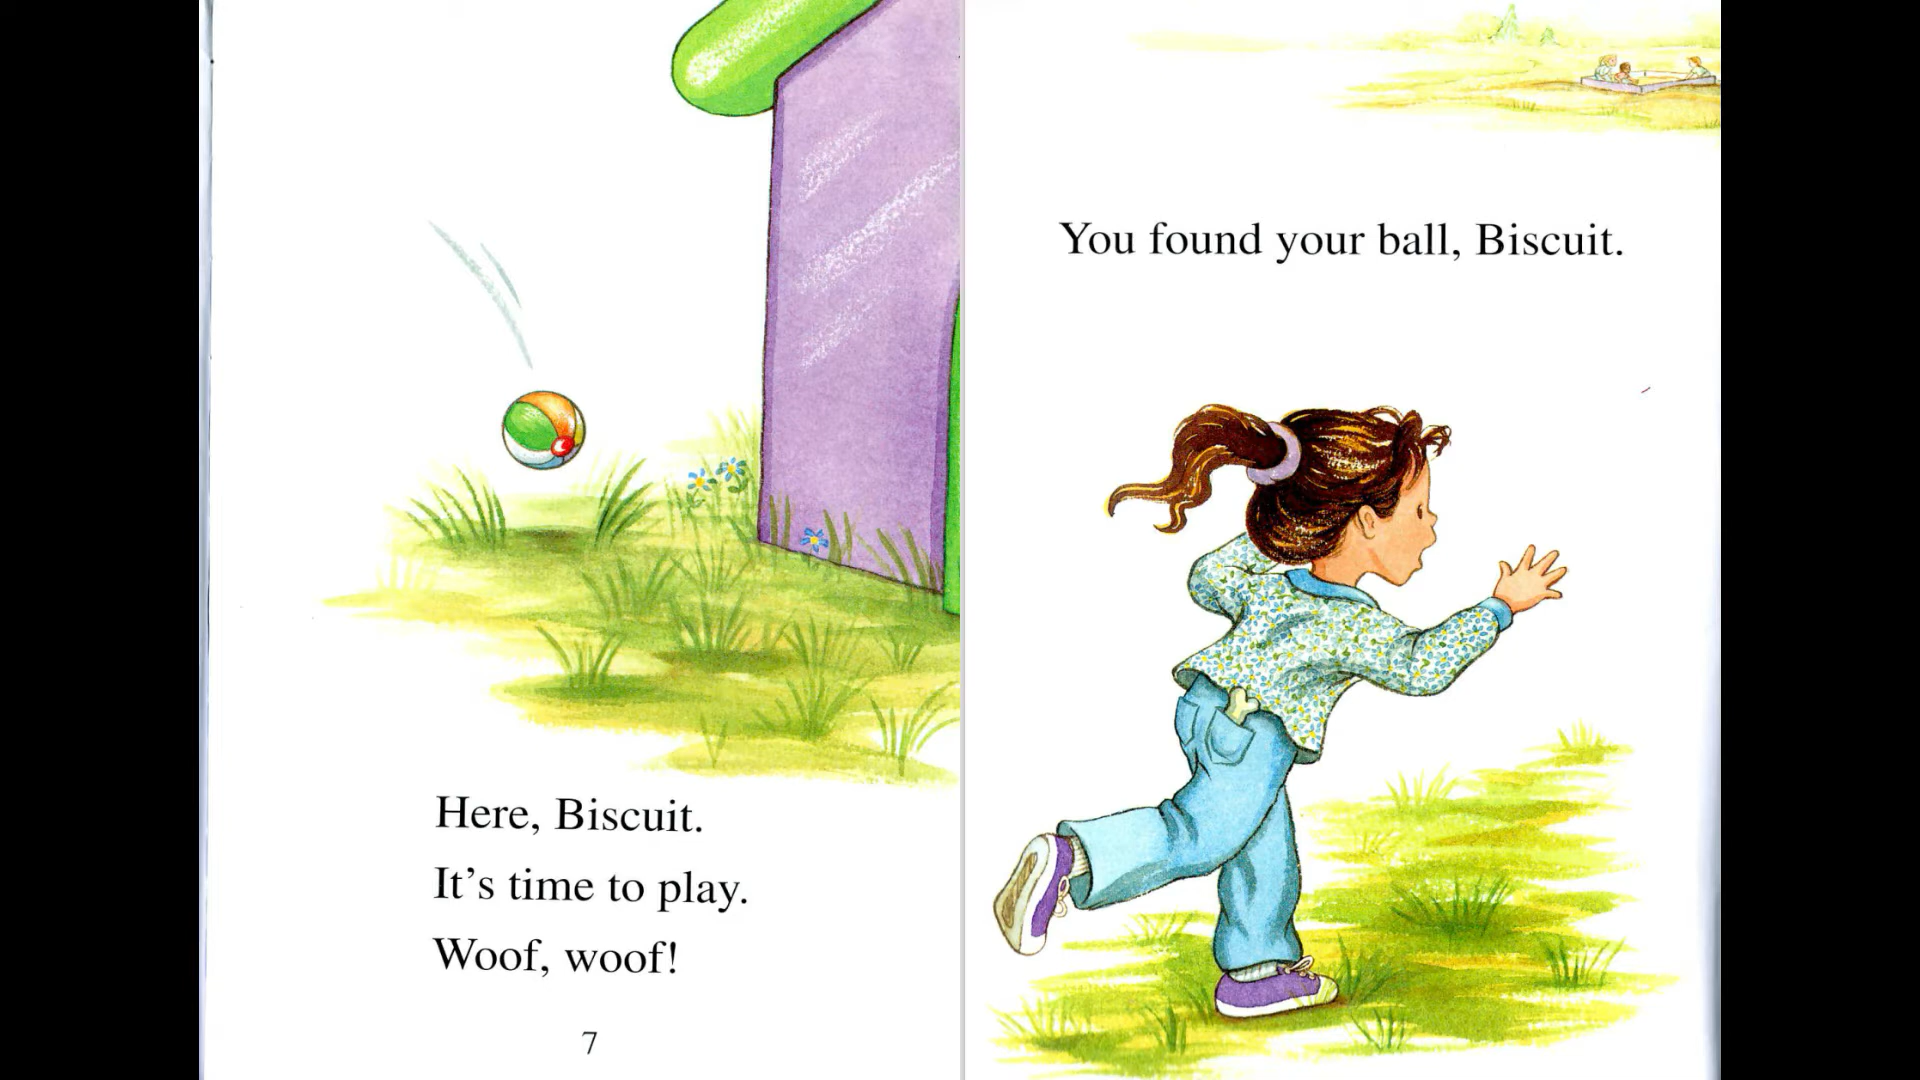 Here, Biscuit.
It's time to play.
Woof, woof!
7
You found your ball, Biscuit.